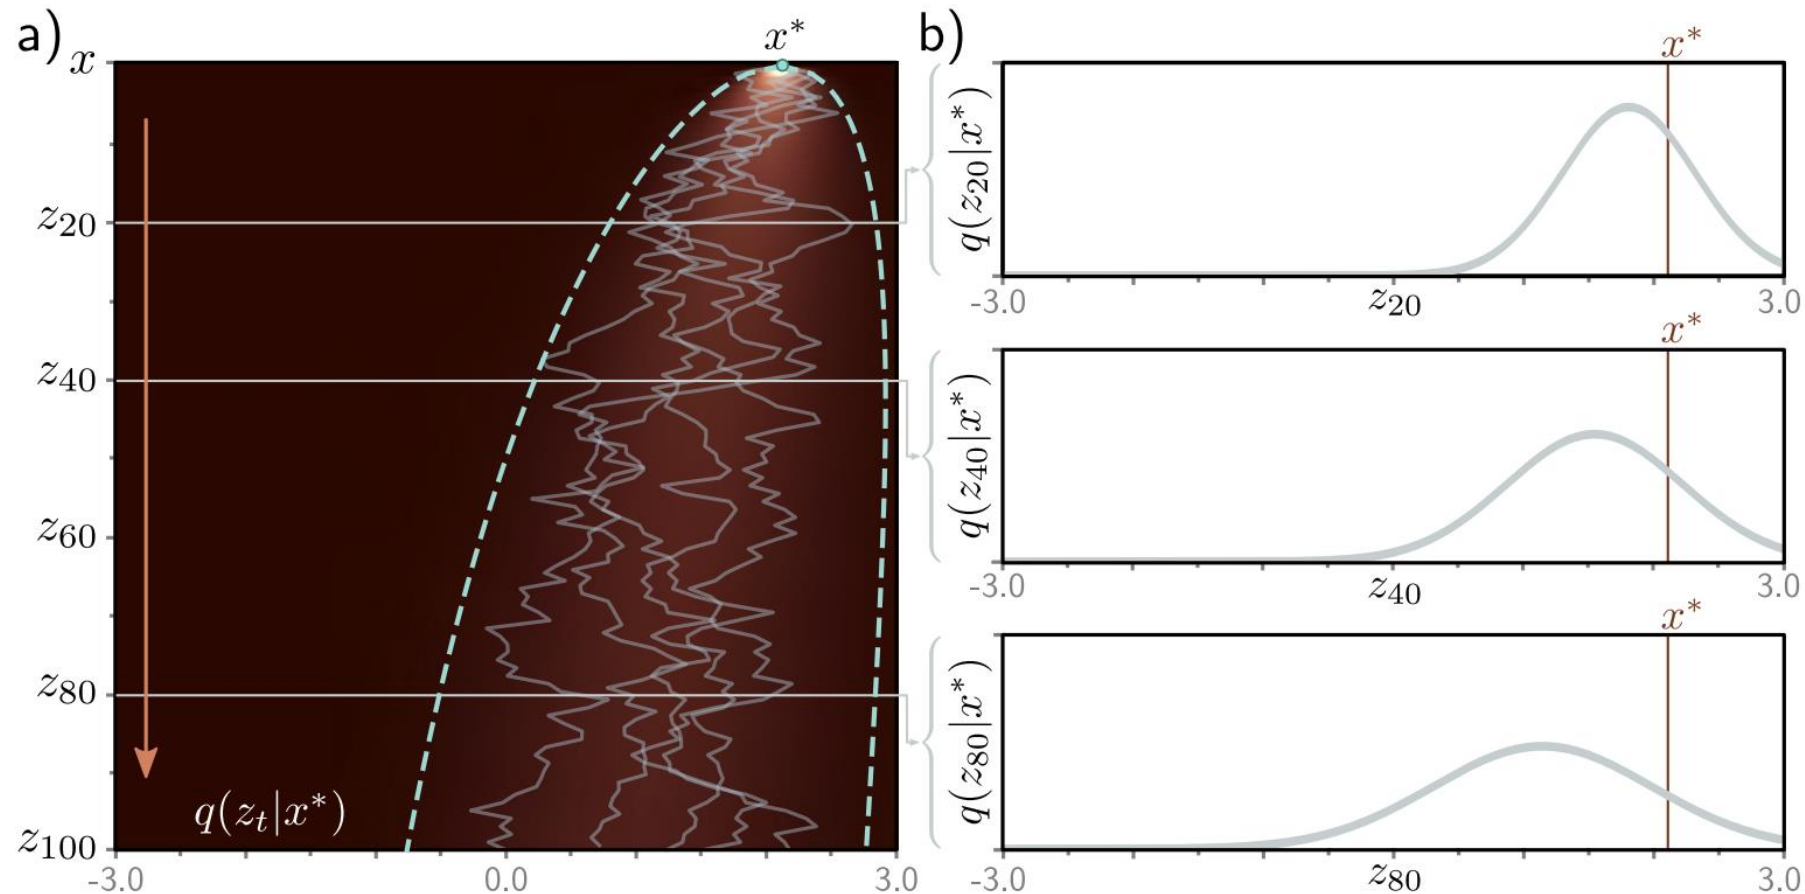 a)
x*
x
z20
z40
z60
z80
z100
q(zt|x*)
-3.0 0.0 3.0
b)
x*
q(z20|x*)
-3.0 z20 3.0
x*
q(z40|x*)
-3.0 z40 3.0
x*
q(z80|x*)
-3.0 z80 3.0